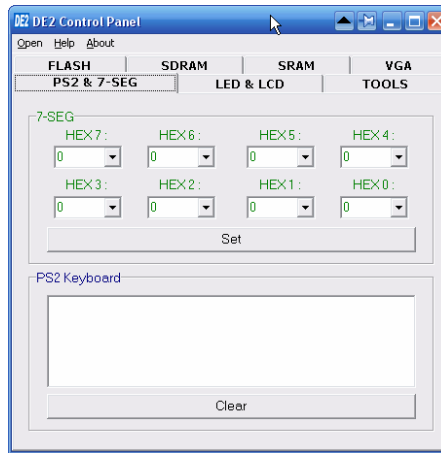 DE2 DE2 Control Panel
Open Help About
FLASH SDRAM SRAM VGA
PS2 & 7-SEG LED & LCD TOOLS
7-SEG
HEX7: HEX6: HEX5: HEX4:
0 0 0 0
HEX3: HEX2: HEX1: HEX0:
0 0 0 0
Set
PS2 Keyboard
Clear